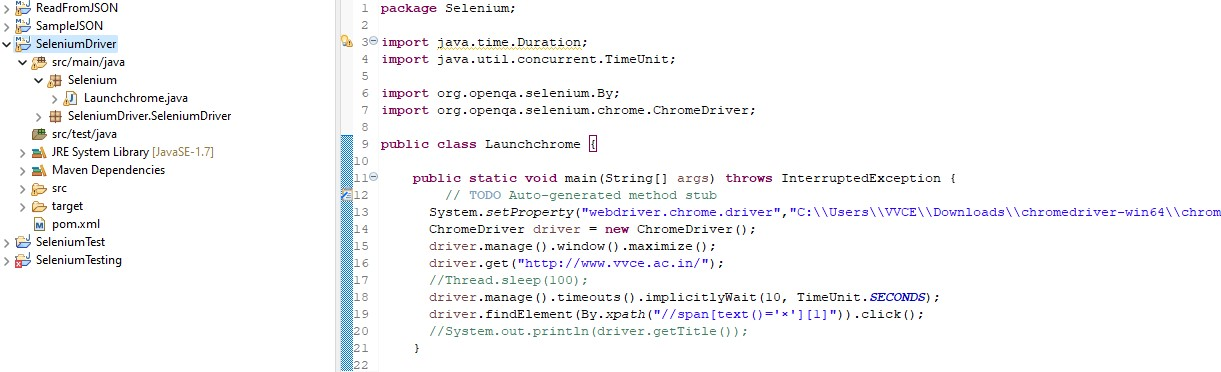 ReadFromJSON
SampleJSON
SeleniumDriver
src/main/java
Selenium
Launchchrome.java
SeleniumDriver.SeleniumDriver
src/test/java
JRE System Library [JavaSE-1.7]
Maven Dependencies
src
target
pom.xml
SeleniumTest
SeleniumTesting
1 package Selenium;
2
3 import java.time.Duration;
4 import java.util.concurrent.TimeUnit;
5
6 import org.openqa.selenium.By;
7 import org.openqa.selenium.chrome.ChromeDriver;
8
9 public class Launchchrome {
10
11 public static void main(String[] args) throws InterruptedException {
12 // TODO Auto-generated method stub
13 System.setProperty("webdriver.chrome.driver","C:\\Users\\VVCE\\Downloads\\chromedriver-win64\\chrom
14 ChromeDriver driver = new ChromeDriver();
15 driver.manage().window().maximize();
16 driver.get("http://www.vvce.ac.in/");
17 //Thread.sleep(100);
18 driver.manage().timeouts().implicitlyWait(10, TimeUnit.SECONDS);
19 driver.findElement(By.xpath("//span[text()='×'][1]")).click();
20 //System.out.println(driver.getTitle());
21 }
22